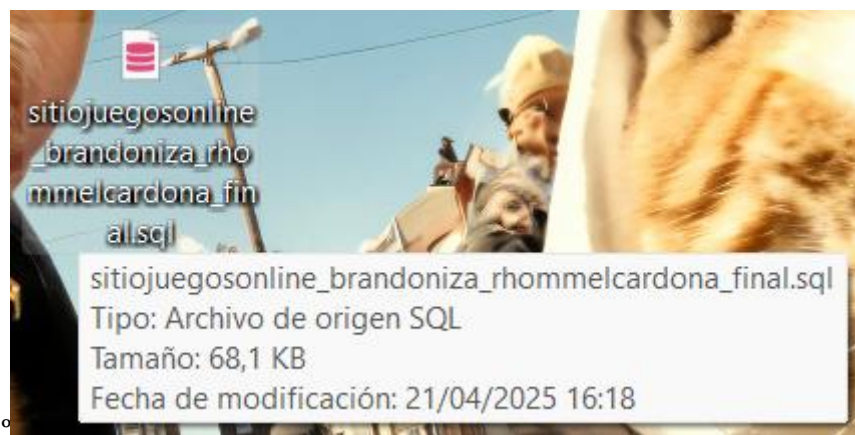 sitiojuegosonline
_brandoniza_rho
mmelcardona_fin
al.sql
sitiojuegosonline_brandoniza_rhommelcardona_final.sql
Tipo: Archivo de origen SQL
Tamaño: 68,1 KB
Fecha de modificación: 21/04/2025 16:18
o